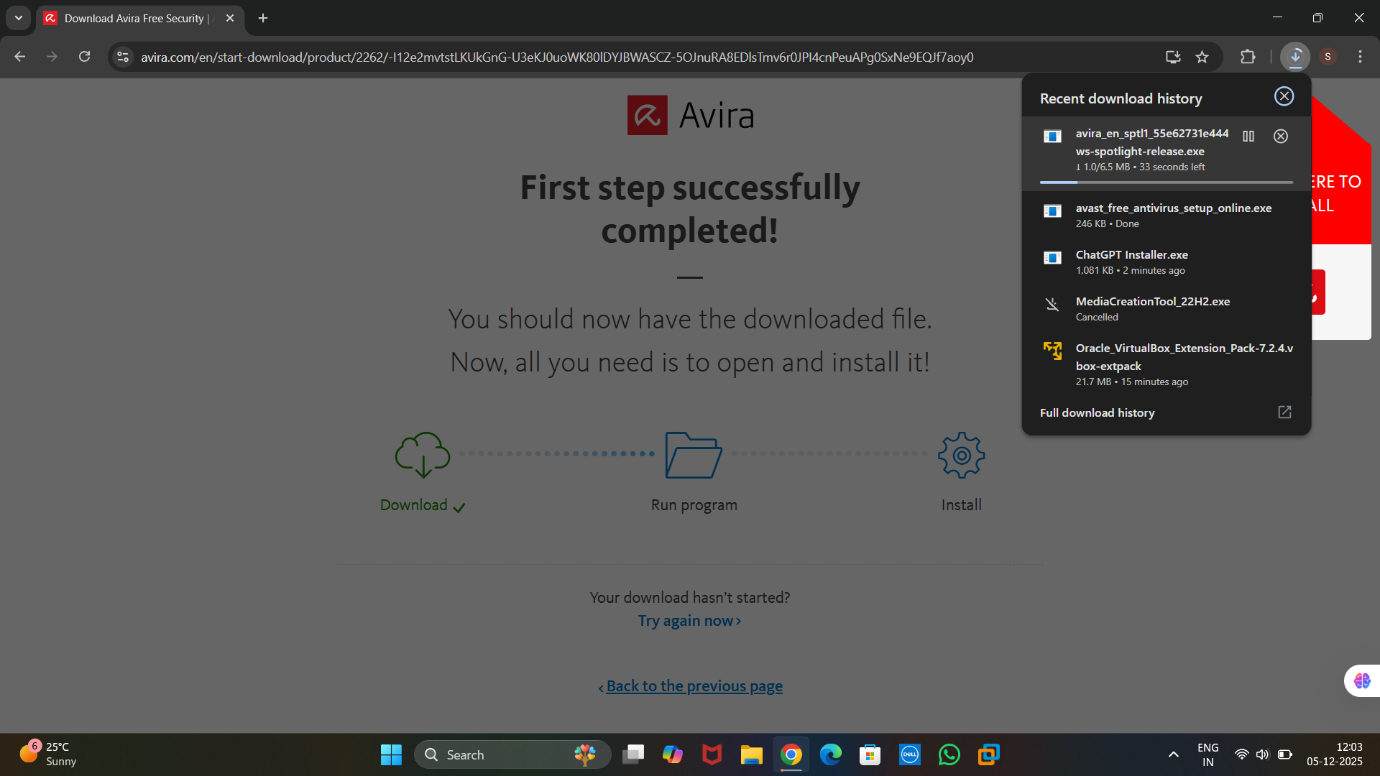 Download Avira Free Security |
avira.com/en/start-download/product/2262/-I12e2mvtstLKUkGnG-U3eKJ0uoWK80lDYJBWASCZ-5OJnuRA8EDlsTmv6r0JPI4cnPeuAPg0SxNe9EQJf7aoy0
S
Avira
First step successfully
completed!
You should now have the downloaded file.
Now, all you need is to open and install it!
Download
Run program
Install
Your download hasn't started?
Try again now ›
‹ Back to the previous page
Recent download history
avira_en_sptl1_55e62731e444
ws-spotlight-release.exe
↓ 1.0/6.5 MB • 33 seconds left
avast_free_antivirus_setup_online.exe
246 KB • Done
ChatGPT Installer.exe
1,081 KB • 2 minutes ago
MediaCreationTool_22H2.exe
Cancelled
Oracle_VirtualBox_Extension_Pack-7.2.4.v
box-extpack
21.7 MB • 15 minutes ago
Full download history
ERE TO
ALL
6
25°C
Sunny
Search
DELL
ENG
IN
12:03
05-12-2025